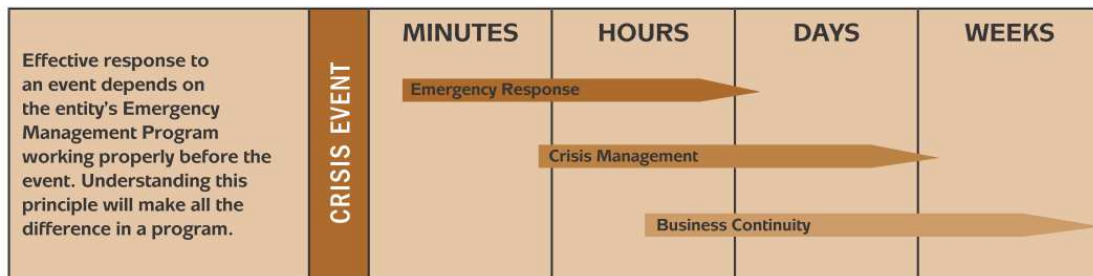 Effective response to
an event depends on
the entity's Emergency
Management Program
working properly before the
event. Understanding this
principle will make all the
difference in a program.
CRISIS EVENT
MINUTES
HOURS
DAYS
WEEKS
Emergency Response
Crisis Management
Business Continuity